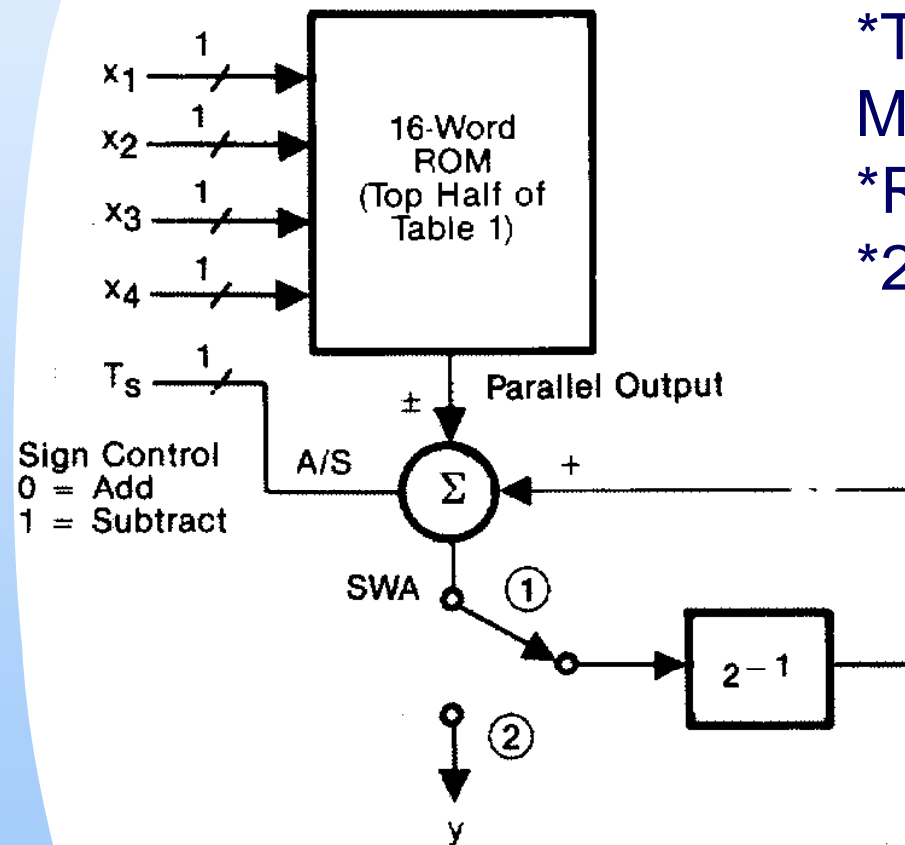 x1 1
x2 1
x3 1
x4 1
16-Word
ROM
(Top Half of
Table 1)
TS 1
± Parallel Output
Sign Control
0 = Add
1 = Subtract
A/S
Σ
+
SWA
1
2 – 1
2
y
*T
M
*R
*2